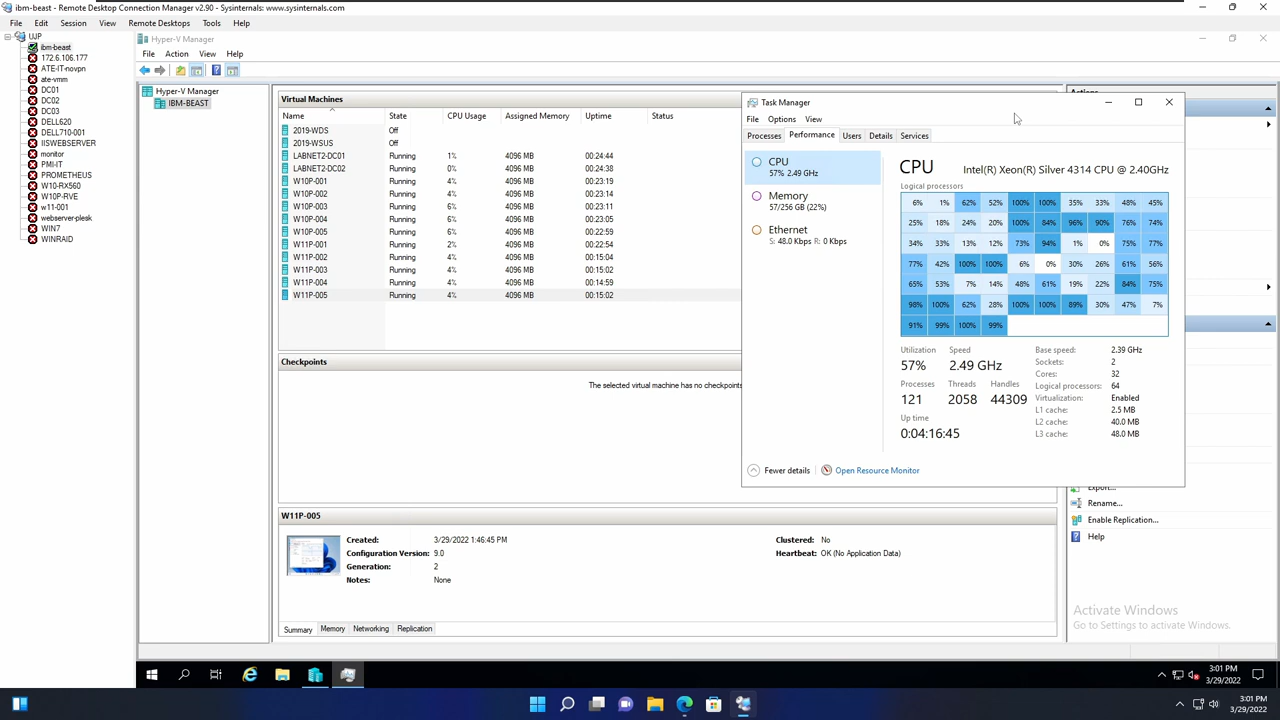 ibm-beast - Remote Desktop Connection Manager v2.90 - Sysinternals: www.sysinternals.com
File Edit Session View Remote Desktops Tools Help
UJP
ibm-beast
172.6.106.177
ATE-IT-novpn
ate-vmm
DC01
DC02
DC03
DELL620
DELL710-001
IISWEBSERVER
monitor
PMI-IT
PROMETHEUS
W10-RX560
W10P-RVE
w11-001
webserver-plesk
WIN7
WINRAID
Hyper-V Manager
File Action View Help
Hyper-V Manager
IBM-BEAST
Virtual Machines
Name State CPU Usage Assigned Memory Uptime Status
2019-WDS Off
2019-WSUS Off
LABNET2-DC01 Running 1% 4096 MB 00:24:44
LABNET2-DC02 Running 0% 4096 MB 00:24:38
W10P-001 Running 4% 4096 MB 00:23:19
W10P-002 Running 4% 4096 MB 00:23:14
W10P-003 Running 6% 4096 MB 00:23:11
W10P-004 Running 6% 4096 MB 00:23:05
W10P-005 Running 6% 4096 MB 00:22:59
W11P-001 Running 2% 4096 MB 00:22:54
W11P-002 Running 4% 4096 MB 00:15:04
W11P-003 Running 4% 4096 MB 00:15:02
W11P-004 Running 4% 4096 MB 00:14:59
W11P-005 Running 4% 4096 MB 00:15:02
Checkpoints
The selected virtual machine has no checkpoints
W11P-005
Created: 3/29/2022 1:46:45 PM
Configuration Version: 9.0
Generation: 2
Notes: None
Clustered: No
Heartbeat: OK (No Application Data)
Summary Memory Networking Replication
Actions
Task Manager
File Options View
Processes Performance Users Details Services
CPU
57% 2.49 GHz
Memory
57/256 GB (22%)
Ethernet
S: 48.0 Kbps R: 0 Kbps
CPU Intel(R) Xeon(R) Silver 4314 CPU @ 2.40GHz
Logical processors
6% 1% 62% 52% 100% 100% 35% 33% 48% 45%
25% 18% 24% 20% 100% 84% 96% 90% 76% 74%
34% 33% 13% 12% 73% 94% 1% 0% 75% 77%
77% 42% 100% 100% 6% 0% 30% 26% 61% 56%
65% 53% 7% 14% 48% 61% 19% 22% 84% 75%
98% 100% 62% 28% 100% 100% 89% 30% 47% 7%
91% 99% 100% 99%
Utilization Speed
57% 2.49 GHz
Processes Threads Handles
121 2058 44309
Up time
0:04:16:45
Base speed: 2.39 GHz
Sockets: 2
Cores: 32
Logical processors: 64
Virtualization: Enabled
L1 cache: 2.5 MB
L2 cache: 40.0 MB
L3 cache: 48.0 MB
Fewer details Open Resource Monitor
Export...
Rename...
Enable Replication...
Help
Activate Windows
Go to Settings to activate Windows.
3:01 PM
3/29/2022
3:01 PM
3/29/2022